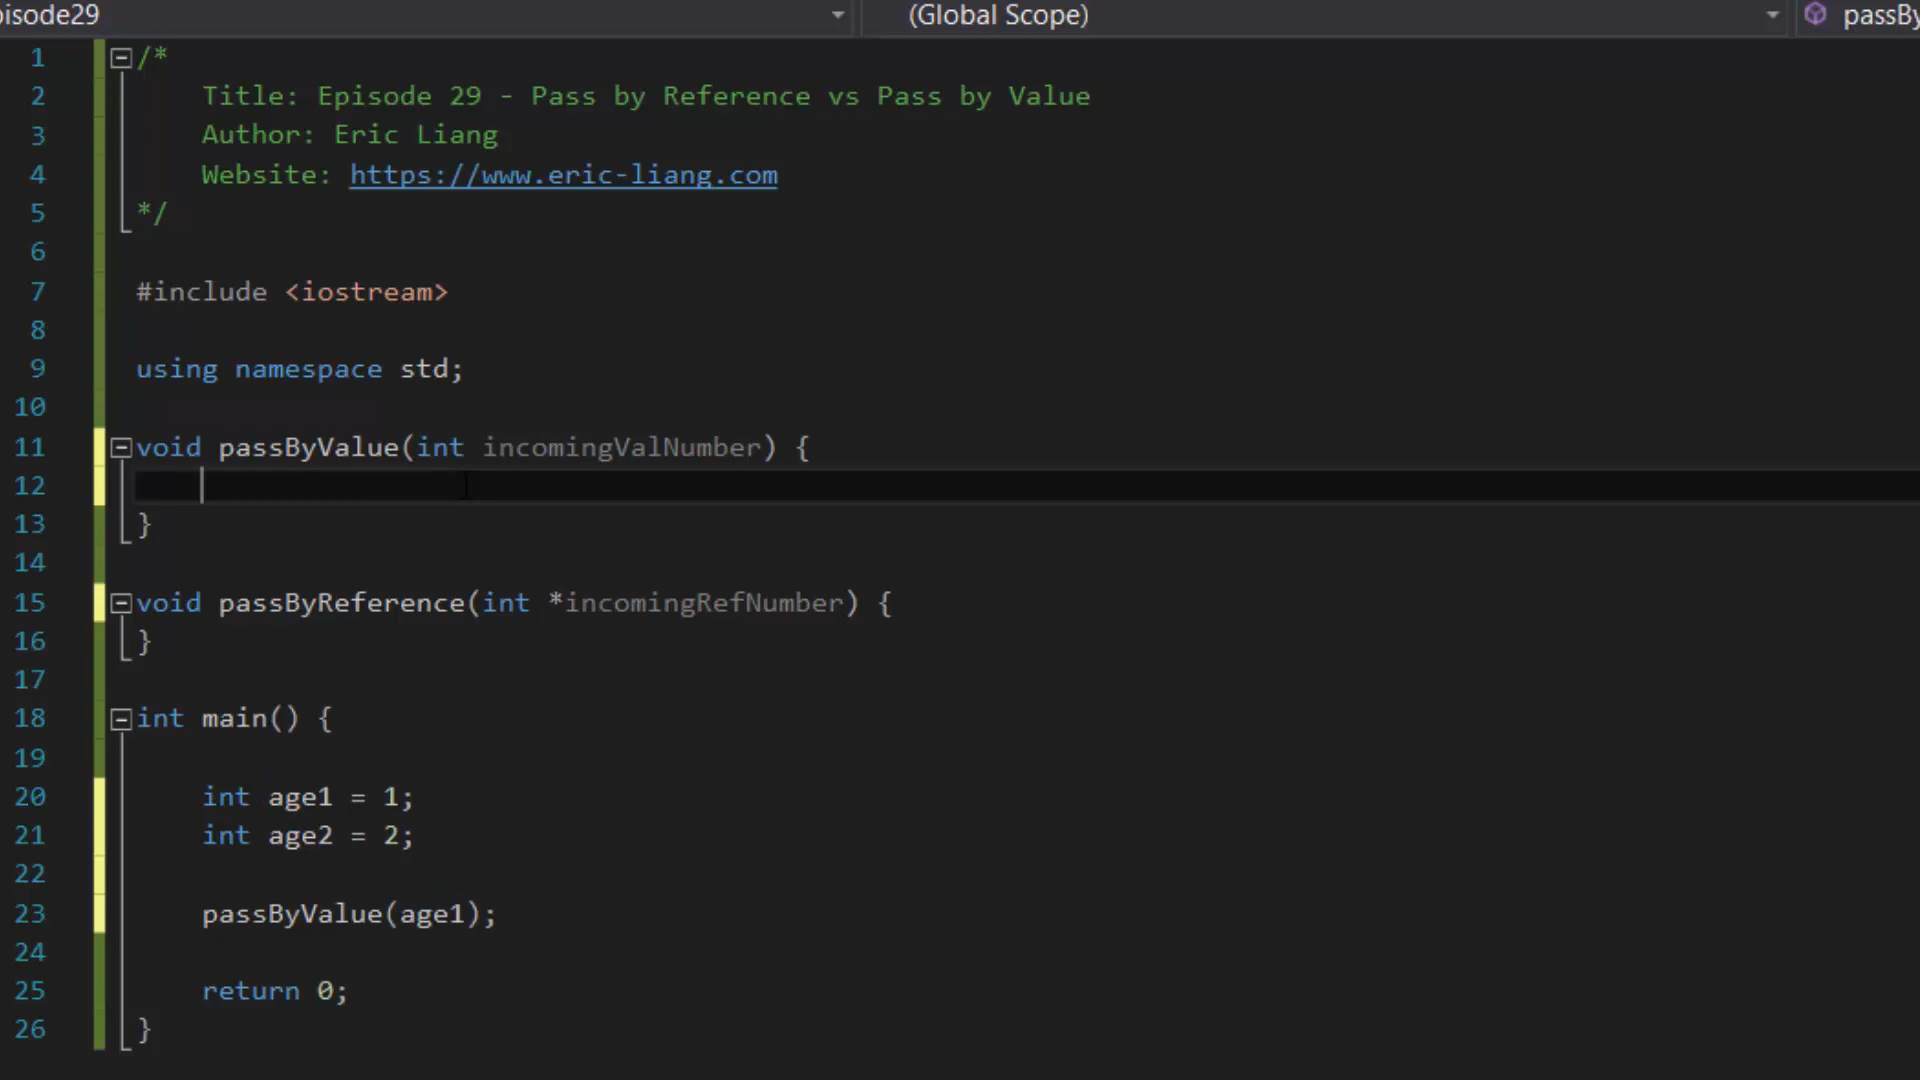 pisode29
(Global Scope)
passBy
1 /*
2 Title: Episode 29 - Pass by Reference vs Pass by Value
3 Author: Eric Liang
4 Website: https://www.eric-liang.com
5 */
6
7 #include <iostream>
8
9 using namespace std;
10
11 void passByValue(int incomingValNumber) {
12
13 }
14
15 void passByReference(int *incomingRefNumber) {
16 }
17
18 int main() {
19
20 int age1 = 1;
21 int age2 = 2;
22
23 passByValue(age1);
24
25 return 0;
26 }